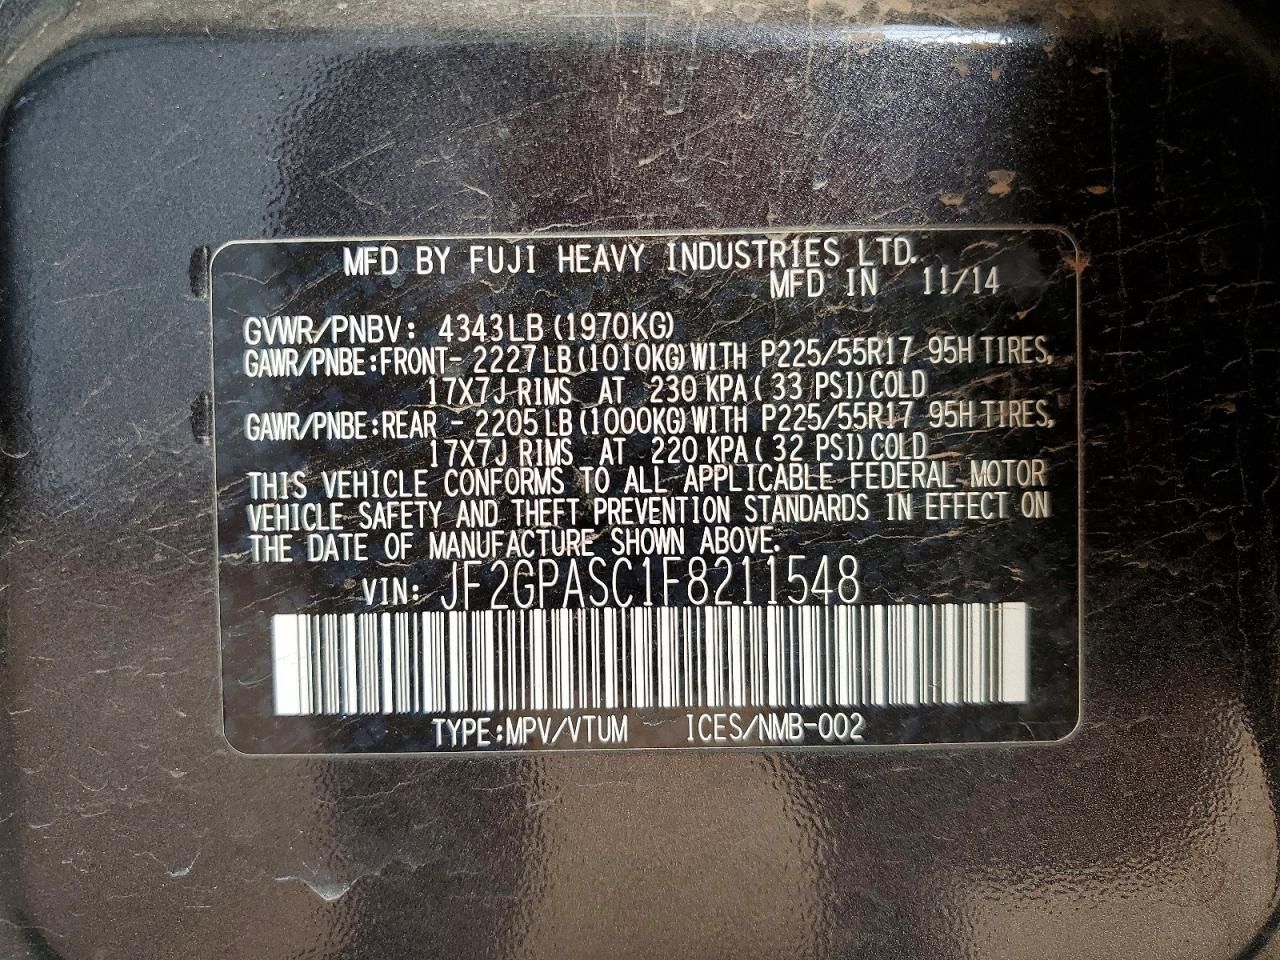 MFD BY FUJI HEAVY INDUSTRIES LTD.
MFD IN 11/14
GVWR/PNBV: 4343LB(1970KG)
GAWR/PNBE:FRONT- 2227LB(1010KG)WITH P225/55R17 95H TIRES,
17X7J RIMS AT 230 KPA( 33 PSI)COLD
GAWR/PNBE:REAR - 2205LB(1000KG)WITH P225/55R17 95H TIRES,
17X7J RIMS AT 220 KPA( 32 PSI)COLD
THIS VEHICLE CONFORMS TO ALL APPLICABLE FEDERAL MOTOR
VEHICLE SAFETY AND THEFT PREVENTION STANDARDS IN EFFECT ON
THE DATE OF MANUFACTURE SHOWN ABOVE.
VIN: JF2GPASC1F8211548
TYPE:MPV/VTUM ICES/NMB-002